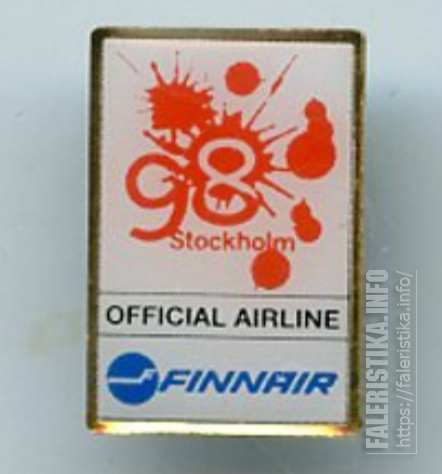 98
Stockholm
OFFICIAL AIRLINE
FINNAIR
FALERISTIKA.INFO
https://faleristika.info/